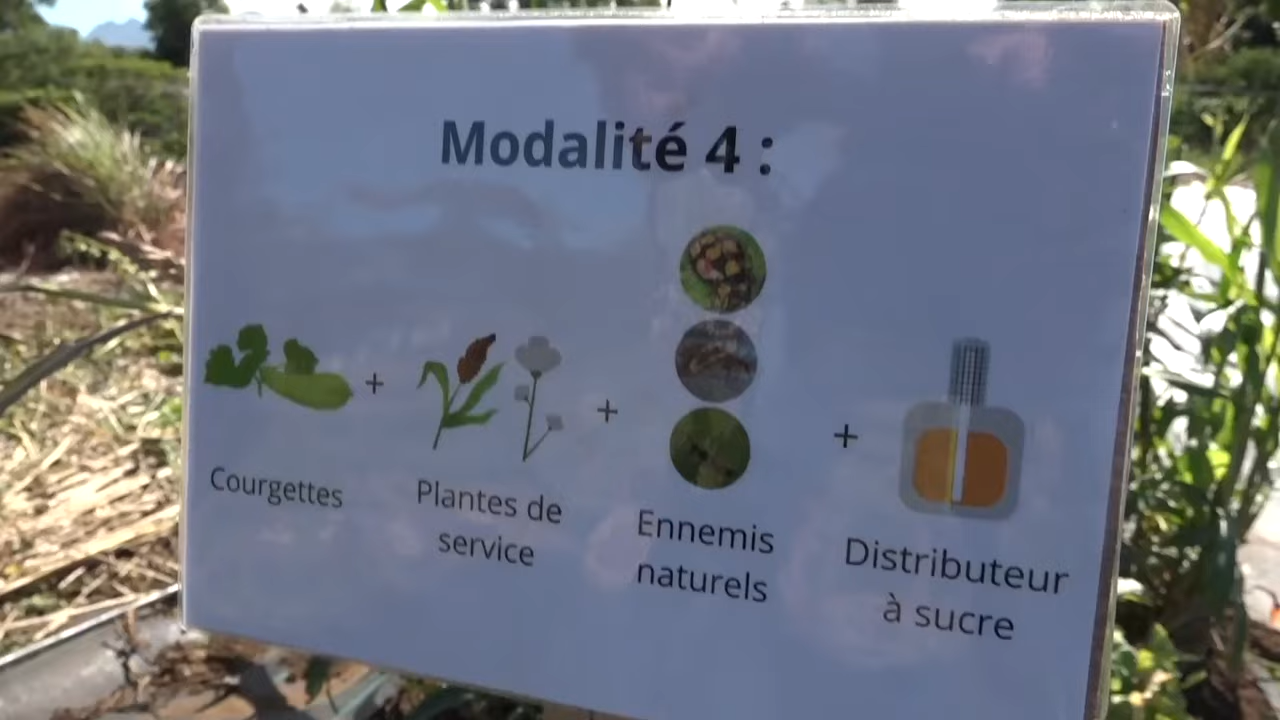 Modalité 4 :
+
+
+
Courgettes
Plantes de
service
Ennemis
naturels
Distributeur
à sucre